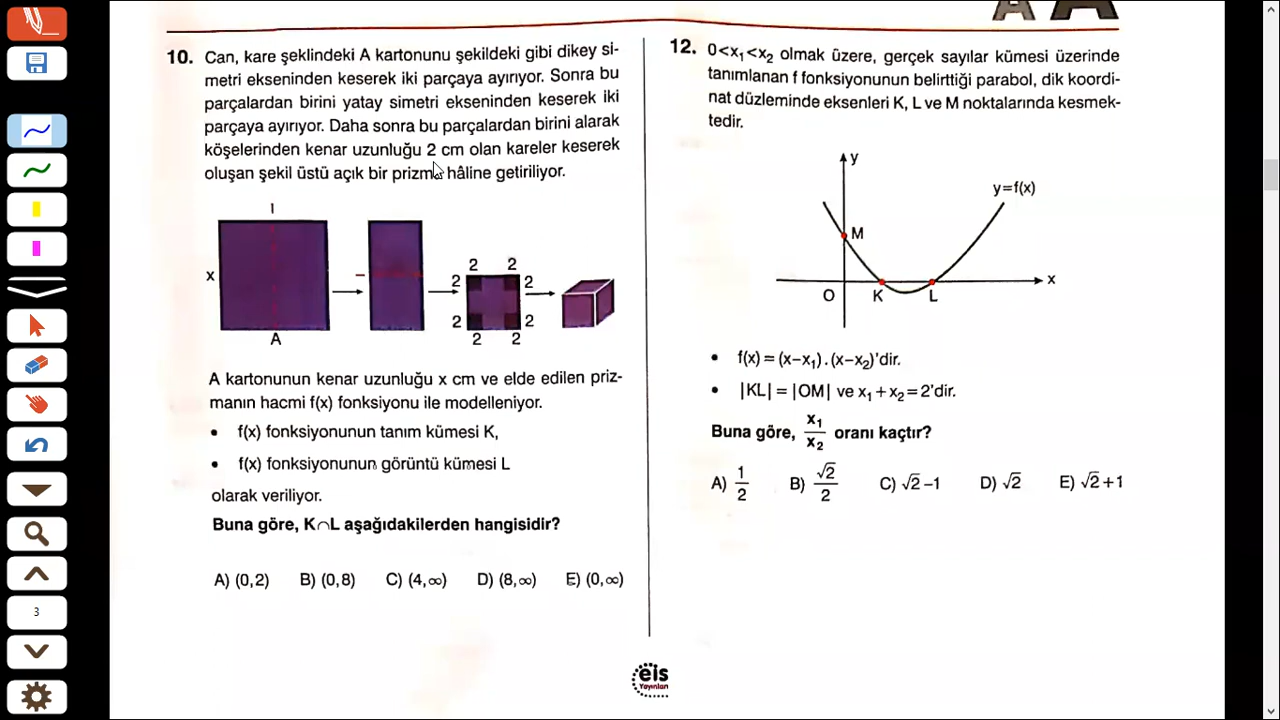 10. Can, kare şeklindeki A kartonunu şekildeki gibi dikey si-
metri ekseninden keserek iki parçaya ayırıyor. Sonra bu
parçalardan birini yatay simetri ekseninden keserek iki
parçaya ayırıyor. Daha sonra bu parçalardan birini alarak
köşelerinden kenar uzunluğu 2 cm olan kareler keserek
oluşan şekil üstü açık bir prizma hâline getiriliyor.
x
A
2 2
2 2
2 2
2 2
A kartonunun kenar uzunluğu x cm ve elde edilen priz-
manın hacmi f(x) fonksiyonu ile modelleniyor.
• f(x) fonksiyonunun tanım kümesi K,
• f(x) fonksiyonunun görüntü kümesi L
olarak veriliyor.
Buna göre, K∩L aşağıdakilerden hangisidir?
A) (0,2) B) (0,8) C) (4,∞) D) (8,∞) E) (0,∞)
12. 0<x₁<x₂ olmak üzere, gerçek sayılar kümesi üzerinde
tanımlanan f fonksiyonunun belirttiği parabol, dik koordi-
nat düzleminde eksenleri K, L ve M noktalarında kesmek-
tedir.
y
y=f(x)
M
x
O K L
• f(x) = (x−x₁).(x−x₂)'dir.
• |KL| = |OM| ve x₁+x₂=2'dir.
Buna göre, x₁/x₂ oranı kaçtır?
A) 1/2 B) √2/2 C) √2−1 D) √2 E) √2+1
eis
Yayınları
3